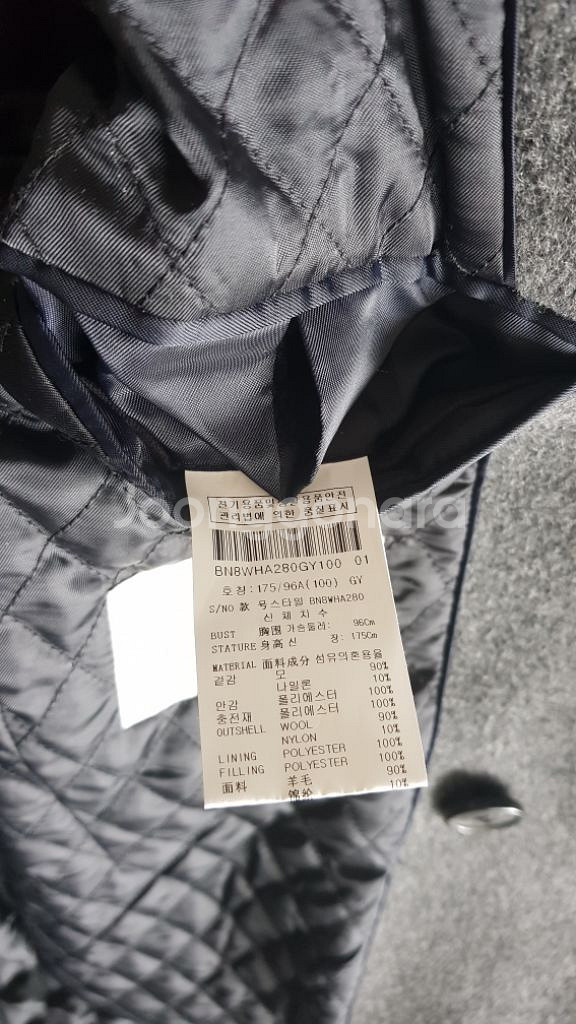 전기용품및생활용품안전
관리법에 의한 품질표시
BN8WHA280GY100 01
호칭: 175/96A(100) GY
S/NO 款 号스타일 BN8WHA280
신 체 치 수
BUST 胸围 가슴둘레: 96Cm
STATURE 身高 신 장: 175Cm
MATERIAL 面料成分 섬유의혼용율
겉감 모 90%
나일론 10%
안감 폴리에스터 100%
충전재 폴리에스터 100%
OUTSHELL WOOL 90%
NYLON 10%
LINING POLYESTER 100%
FILLING POLYESTER 100%
面料 羊毛 90%
锦纶 10%